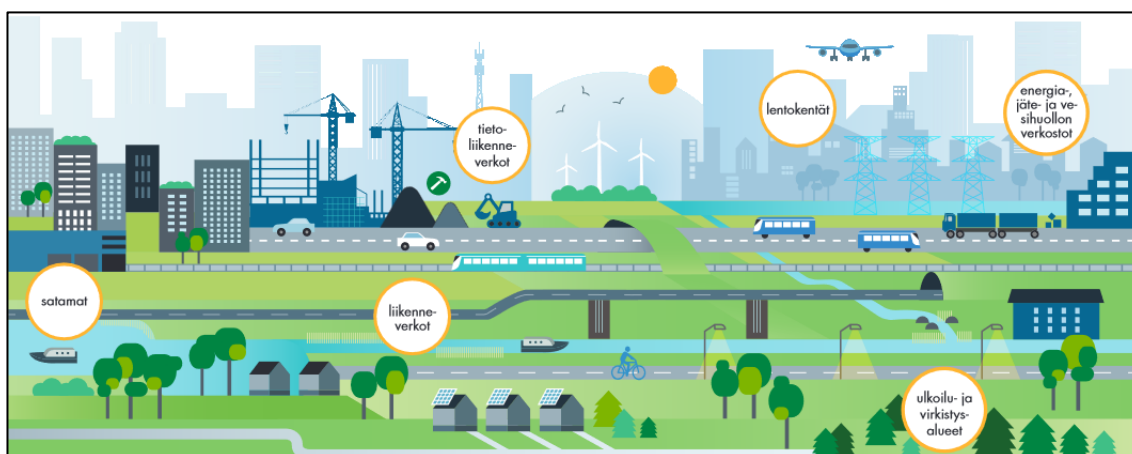 tieto-
liikenne-
verkot
lentokentät
energia-,
jäte- ja ve-
sihuollon
verkostot
satamat
liikenne-
verkot
ulkoilu- ja
virkistys-
alueet